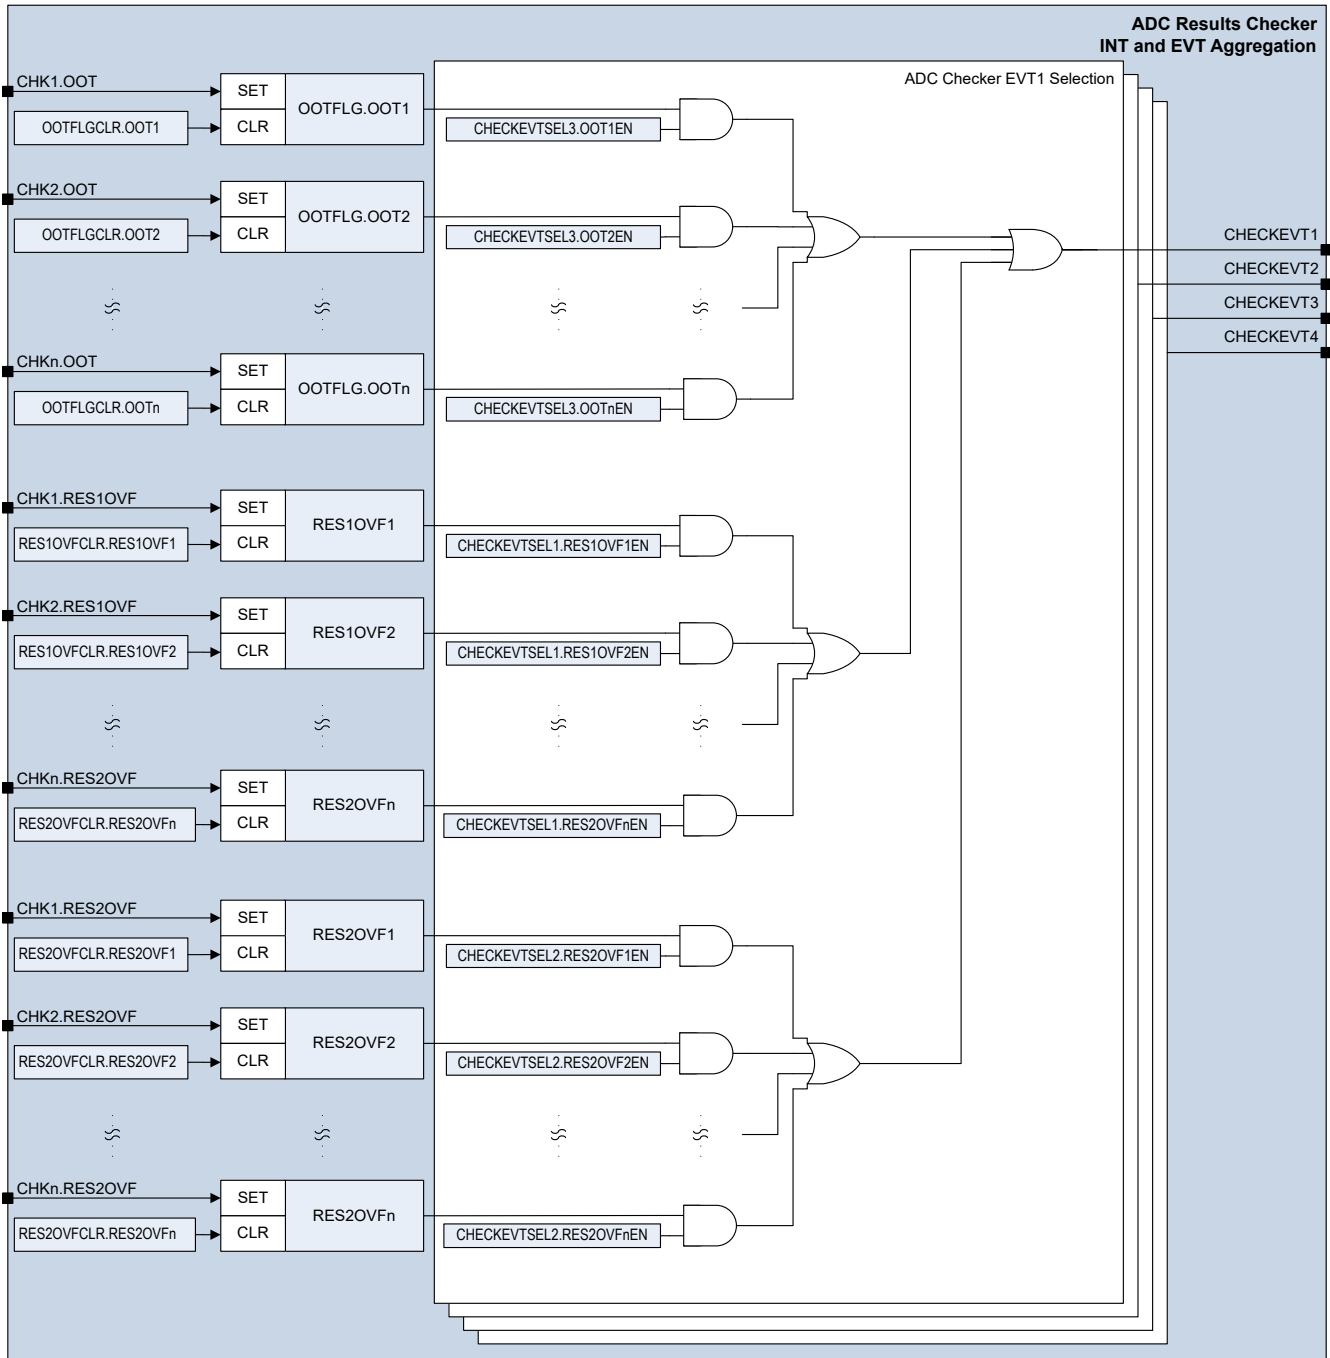 ADC Results Checker
INT and EVT Aggregation
ADC Checker EVT1 Selection
CHK1.OOT
SET
OOTFLG.OOT1
OOTFLGCLR.OOT1
CLR
CHECKEVTSEL3.OOT1EN
CHK2.OOT
SET
OOTFLG.OOT2
OOTFLGCLR.OOT2
CLR
CHECKEVTSEL3.OOT2EN
CHECKEVT1
CHECKEVT2
CHECKEVT3
CHECKEVT4
CHKn.OOT
SET
OOTFLG.OOTn
OOTFLGCLR.OOTn
CLR
CHECKEVTSEL3.OOTnEN
CHK1.RES1OVF
SET
RES1OVF1
RES1OVFCLR.RES1OVF1
CLR
CHECKEVTSEL1.RES1OVF1EN
CHK2.RES1OVF
SET
RES1OVF2
RES1OVFCLR.RES1OVF2
CLR
CHECKEVTSEL1.RES1OVF2EN
CHKn.RES2OVF
SET
RES2OVFn
RES2OVFCLR.RES2OVFn
CLR
CHECKEVTSEL1.RES2OVFnEN
CHK1.RES2OVF
SET
RES2OVF1
RES2OVFCLR.RES2OVF1
CLR
CHECKEVTSEL2.RES2OVF1EN
CHK2.RES2OVF
SET
RES2OVF2
RES2OVFCLR.RES2OVF2
CLR
CHECKEVTSEL2.RES2OVF2EN
CHKn.RES2OVF
SET
RES2OVFn
RES2OVFCLR.RES2OVFn
CLR
CHECKEVTSEL2.RES2OVFnEN